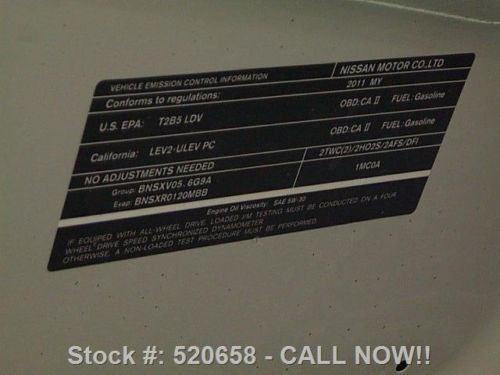 VEHICLE EMISSION CONTROL INFORMATION NISSAN MOTOR CO.,LTD
Conforms to regulations: 2011 MY
U.S. EPA: T2B5 LDV OBD:CA II FUEL: Gasoline
California: LEV2-ULEV PC OBD:CA II FUEL: Gasoline
NO ADJUSTMENTS NEEDED 2TWC(2)/2HO2S/2AFS/DFI
Group: BNSXV05.6G9A 1MC0A
Evap: BNSXR0120MBB
Engine Oil Viscosity: SAE 5W-30
IF EQUIPPED WITH ALL-WHEEL DRIVE, LOADED I/M TESTING MUST BE CONDUCTED ON A FOUR
WHEEL DRIVE SPEED SYNCHRONIZED DYNAMOMETER.
OTHERWISE, A NON-LOADED TEST PROCEDURE MUST BE PERFORMED.
Stock #: 520658 - CALL NOW!!